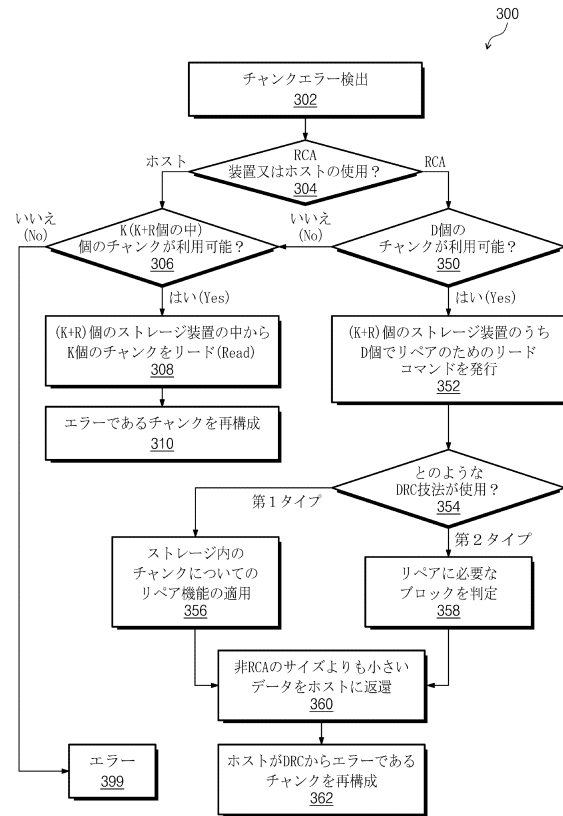 300
チャンクエラー検出
302
RCA
装置又はホストの使用？
304
ホスト
RCA
いいえ
(No)
K(K+R個の中)
個のチャンクが利用可能？
306
いいえ
(No)
D個の
チャンクが利用可能？
350
はい(Yes)
はい(Yes)
(K+R)個のストレージ装置の中から
K個のチャンクをリード(Read)
308
(K+R)個のストレージ装置のうち
D個でリペアのためのリード
コマンドを発行
352
エラーであるチャンクを再構成
310
とのような
DRC技法が使用？
354
第１タイプ
第２タイプ
ストレージ内の
チャンクについての
リペア機能の適用
356
リペアに必要な
ブロックを判定
358
非RCAのサイズよりも小さい
データをホストに返還
360
エラー
399
ホストがDRCからエラーである
チャンクを再構成
362